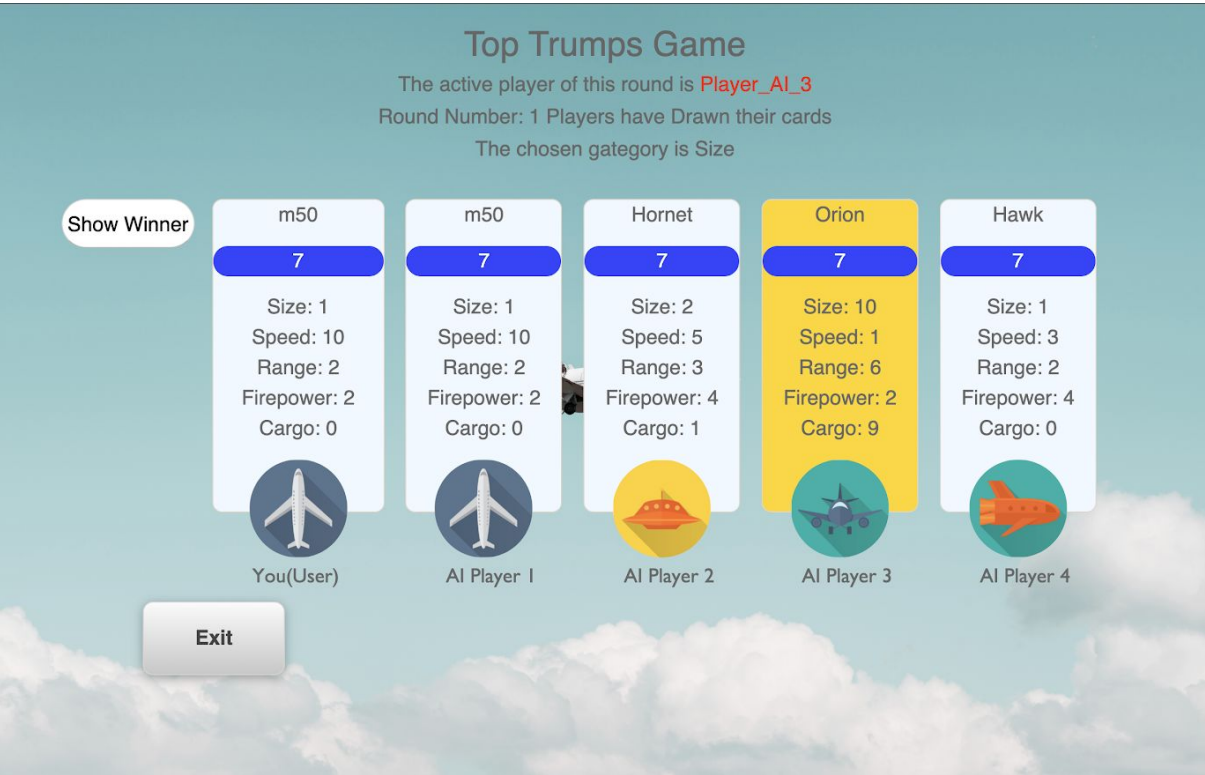 Top Trumps Game
The active player of this round is Player_AI_3
Round Number: 1 Players have Drawn their cards
The chosen gategory is Size
Show Winner
m50
7
Size: 1
Speed: 10
Range: 2
Firepower: 2
Cargo: 0
You(User)
m50
7
Size: 1
Speed: 10
Range: 2
Firepower: 2
Cargo: 0
AI Player 1
Hornet
7
Size: 2
Speed: 5
Range: 3
Firepower: 4
Cargo: 1
AI Player 2
Orion
7
Size: 10
Speed: 1
Range: 6
Firepower: 2
Cargo: 9
AI Player 3
Hawk
7
Size: 1
Speed: 3
Range: 2
Firepower: 4
Cargo: 0
AI Player 4
Exit